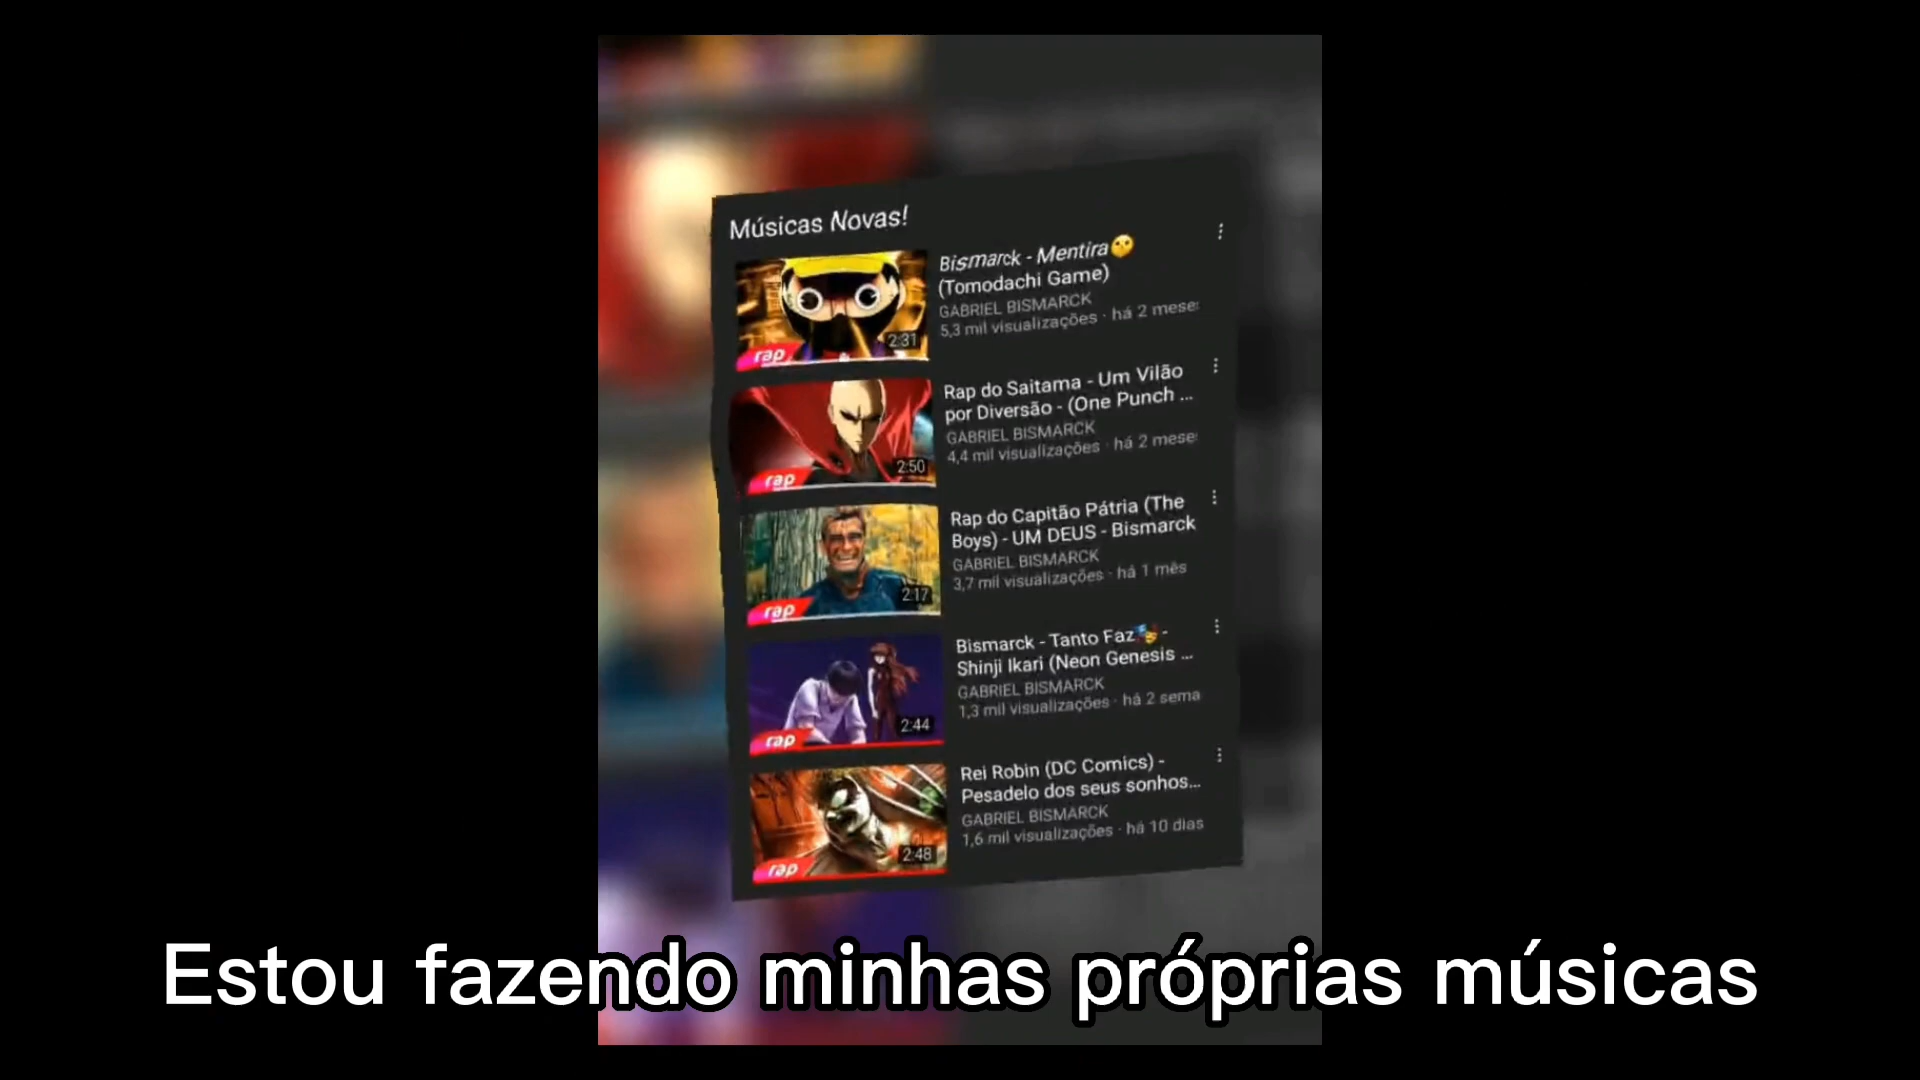 Músicas Novas!
Bismarck - Mentira🤫
(Tomodachi Game)
GABRIEL BISMARCK
5,3 mil visualizações · há 2 mese
2:31
rap
Rap do Saitama - Um Vilão
por Diversão - (One Punch ...
GABRIEL BISMARCK
4,4 mil visualizações · há 2 mese
2:50
rap
Rap do Capitão Pátria (The
Boys) - UM DEUS - Bismarck
GABRIEL BISMARCK
3,7 mil visualizações · há 1 mês
2:17
rap
Bismarck - Tanto Faz🎭 -
Shinji Ikari (Neon Genesis ...
GABRIEL BISMARCK
1,3 mil visualizações · há 2 sema
2:44
rap
Rei Robin (DC Comics) -
Pesadelo dos seus sonhos...
GABRIEL BISMARCK
1,6 mil visualizações · há 10 dias
2:48
rap
Estou fazendo minhas próprias músicas